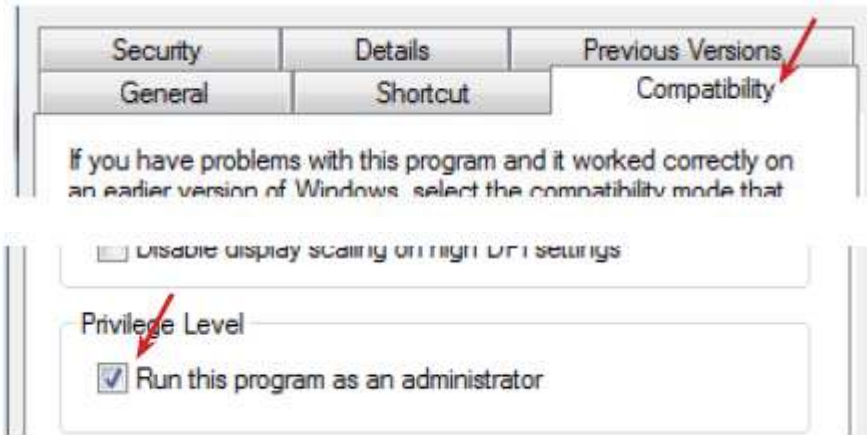 Security Details Previous Versions
General Shortcut Compatibility
If you have problems with this program and it worked correctly on
an earlier version of Windows, select the compatibility mode that
Disable display scaling on high DPI settings
Privilege Level
Run this program as an administrator